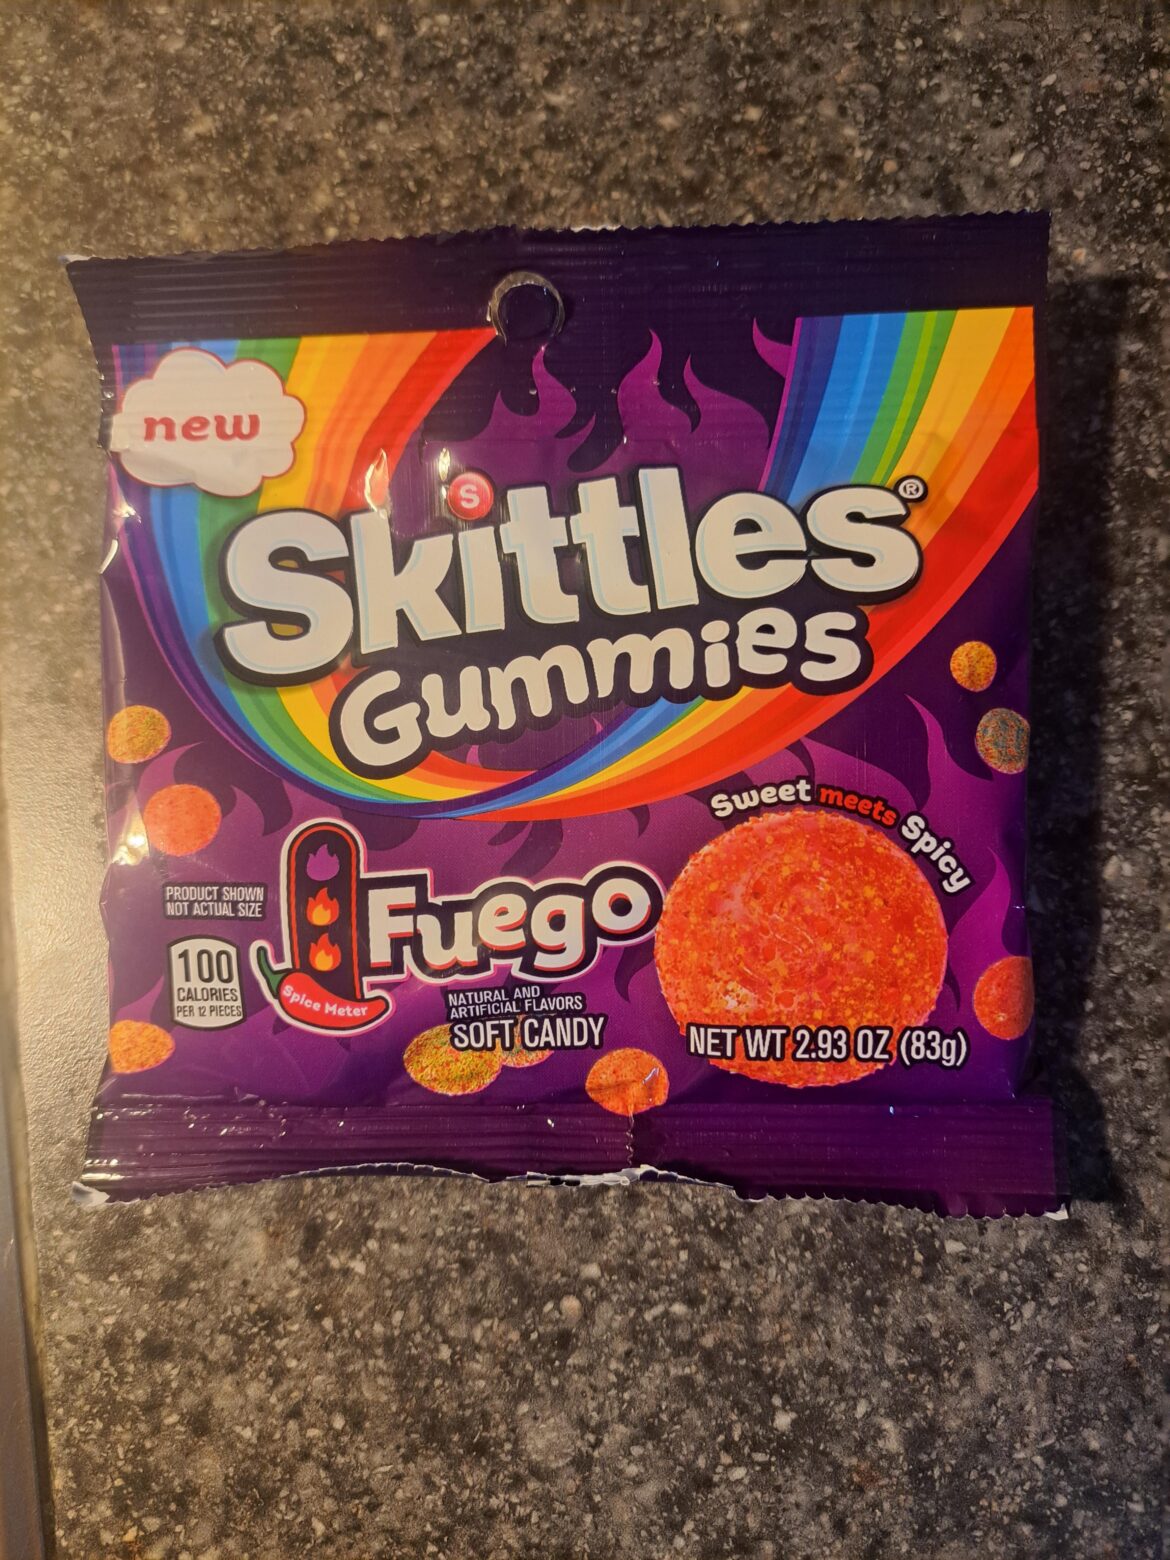 new
S
Skittles®
Gummies
Sweet meets Spicy
PRODUCT SHOWN
NOT ACTUAL SIZE
Fuego
100
CALORIES
PER 12 PIECES
Spice Meter
NATURAL AND
ARTIFICIAL FLAVORS
SOFT CANDY
NET WT 2.93 OZ (83g)